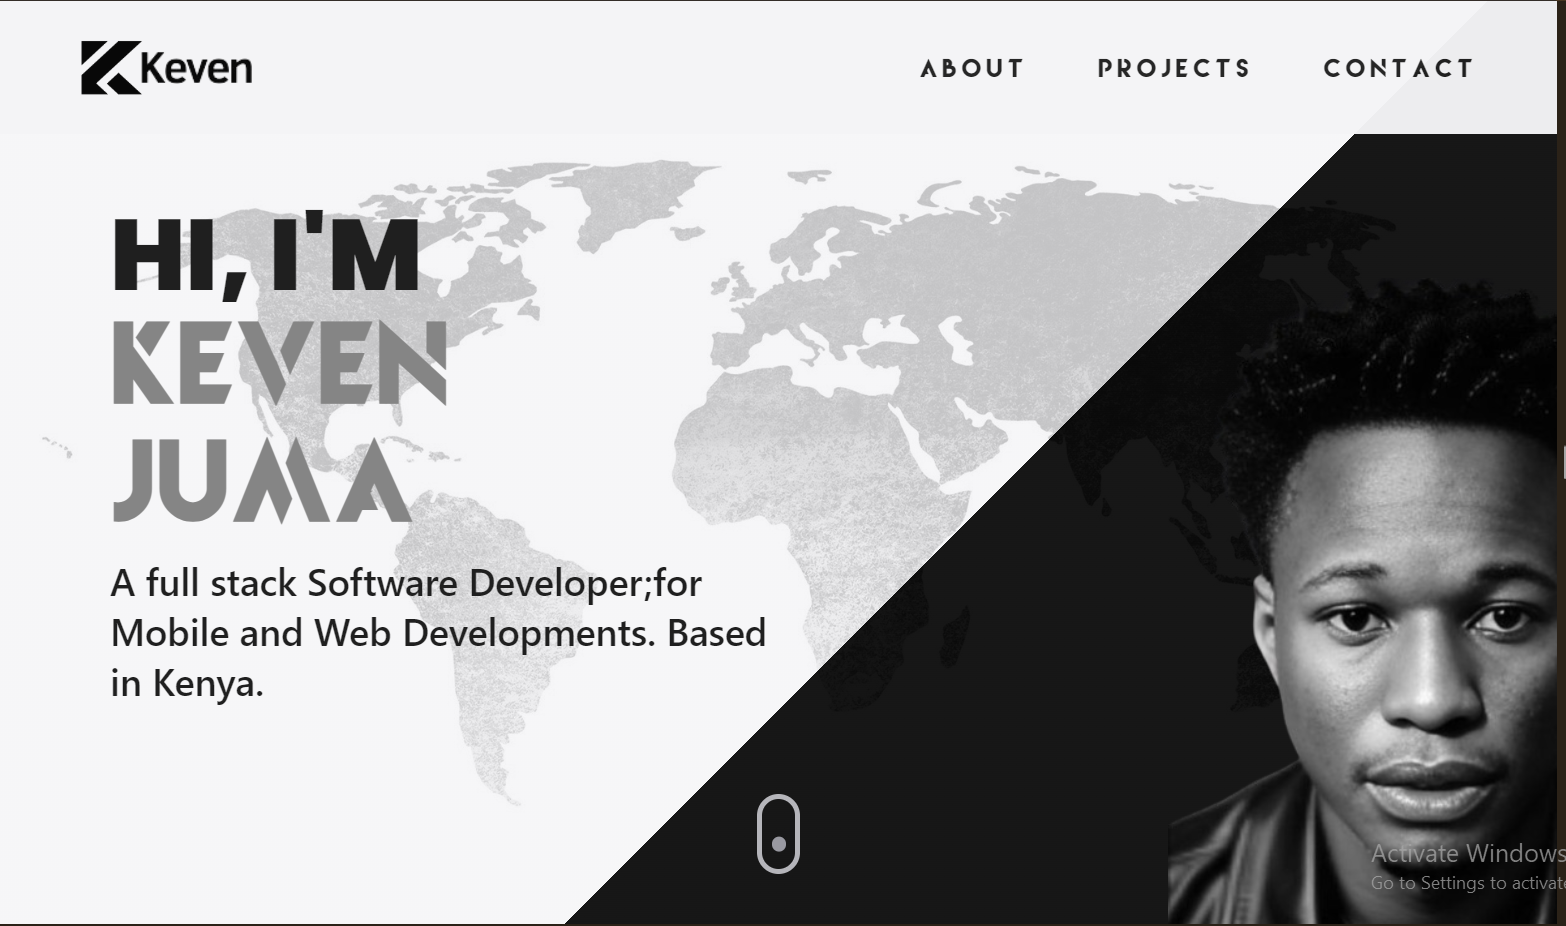 Keven
ABOUT PROJECTS CONTACT
HI, I'M
KEVEN
JUMA
A full stack Software Developer;for
Mobile and Web Developments. Based
in Kenya.
Activate Windows
Go to Settings to activate